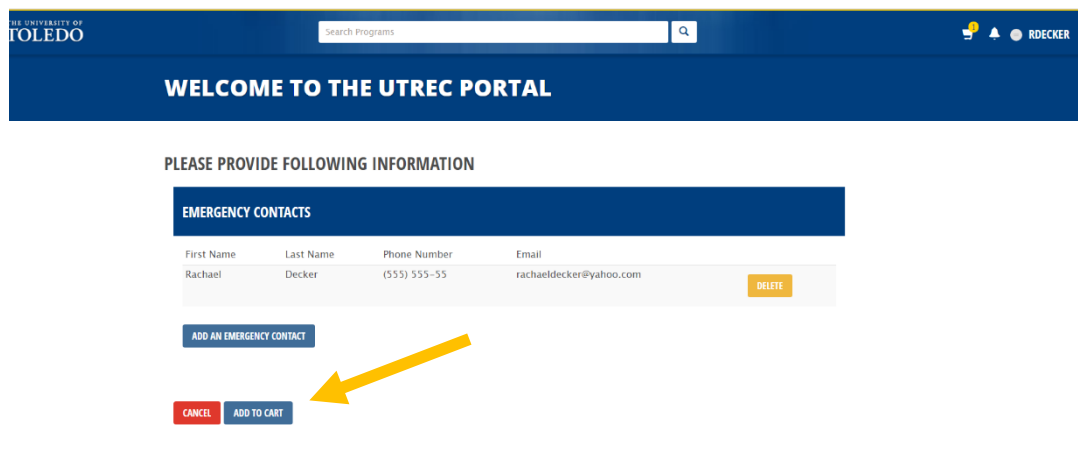 THE UNIVERSITY OF
TOLEDO
Search Programs
1
RDECKER
WELCOME TO THE UTREC PORTAL
PLEASE PROVIDE FOLLOWING INFORMATION
EMERGENCY CONTACTS
First Name Last Name Phone Number Email
Rachael Decker (555) 555-55 rachaeldecker@yahoo.com
DELETE
ADD AN EMERGENCY CONTACT
CANCEL ADD TO CART